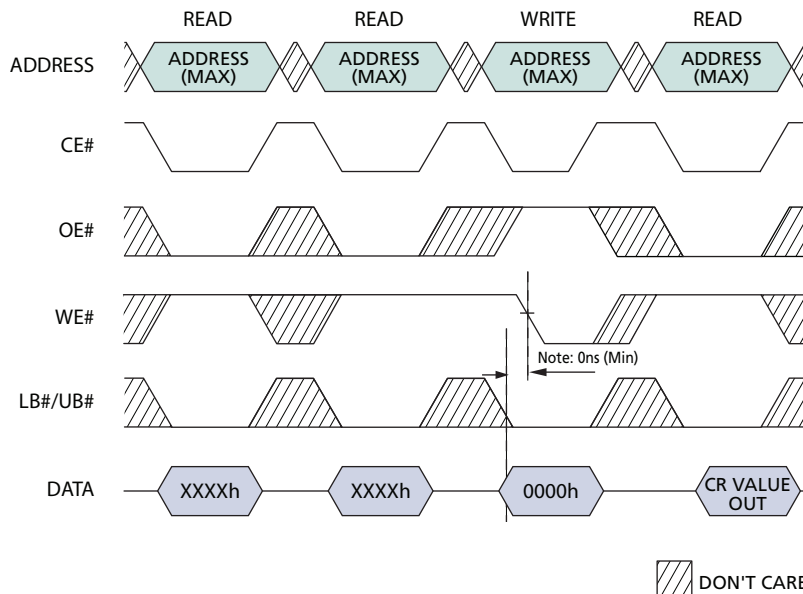 READ READ WRITE READ
ADDRESS ADDRESS ADDRESS ADDRESS ADDRESS
(MAX) (MAX) (MAX) (MAX)
CE#
OE#
WE#
Note: 0ns (Min)
LB#/UB#
DATA XXXXh XXXXh 0000h CR VALUE
OUT
DON'T CARE